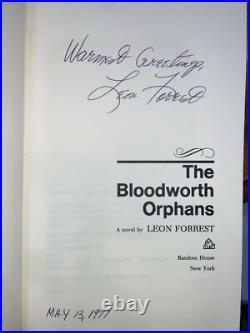 Warmest Greetings,
Leon Forrest
The
Bloodworth
Orphans
A novel by LEON FORREST
Random House
New York
MAY 13, 1977